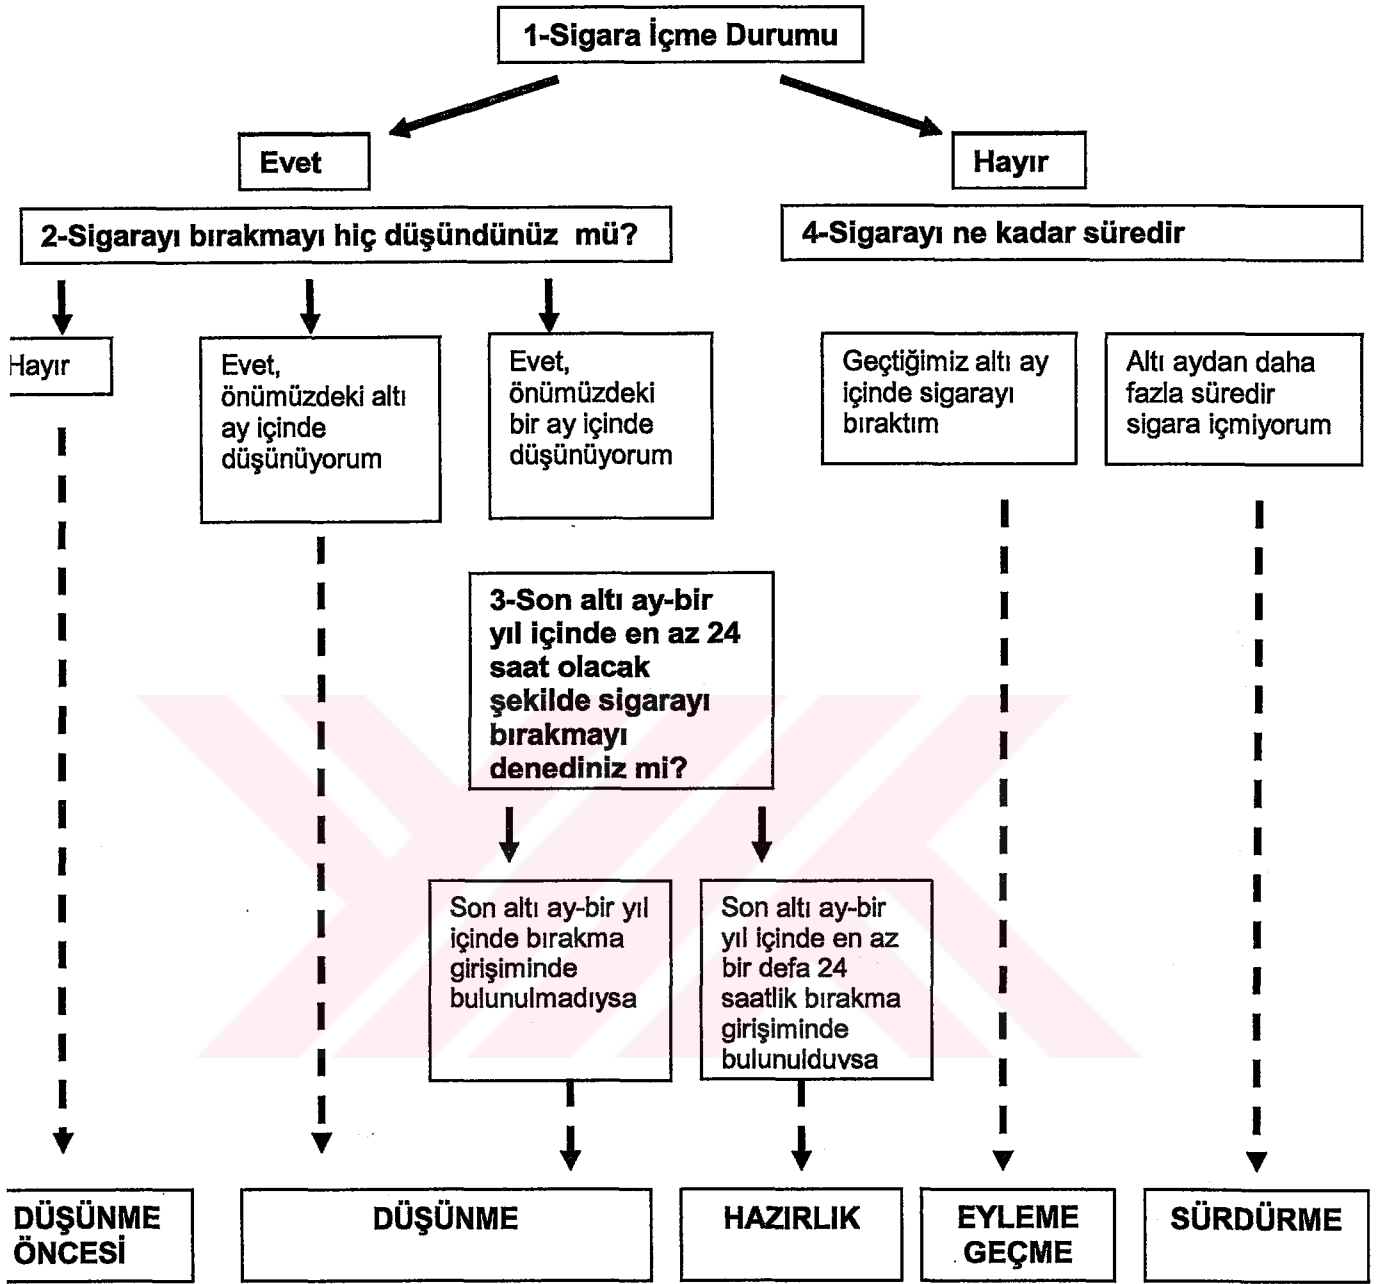 1-Sigara İçme Durumu
Evet
Hayır
2-Sigarayı bırakmayı hiç düşündünüz mü?
4-Sigarayı ne kadar süredir
Hayır
Evet,
önümüzdeki altı
ay içinde
düşünüyorum
Evet,
önümüzdeki
bir ay içinde
düşünüyorum
Geçtiğimiz altı ay
içinde sigarayı
bıraktım
Altı aydan daha
fazla süredir
sigara içmiyorum
3-Son altı ay-bir
yıl içinde en az 24
saat olacak
şekilde sigarayı
bırakmayı
denediniz mi?
Son altı ay-bir yıl
içinde bırakma
girişiminde
bulunulmadıysa
Son altı ay-bir
yıl içinde en az
bir defa 24
saatlik bırakma
girişiminde
bulunulduysa
DÜŞÜNME
ÖNCESİ
DÜŞÜNME
HAZIRLIK
EYLEME
GEÇME
SÜRDÜRME